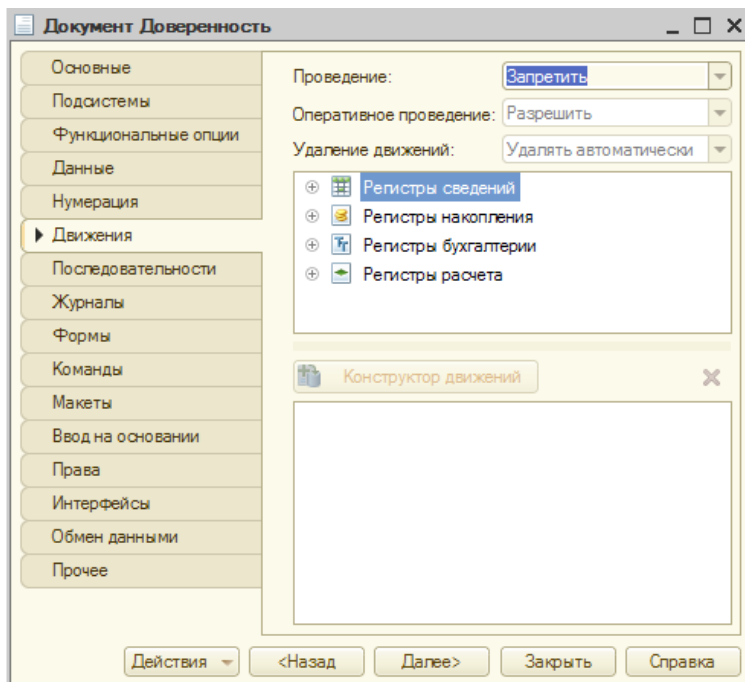 Документ Доверенность
Основные
Подсистемы
Функциональные опции
Данные
Нумерация
Движения
Последовательности
Журналы
Формы
Команды
Макеты
Ввод на основании
Права
Интерфейсы
Обмен данными
Прочее
Проведение: Запретить
Оперативное проведение: Разрешить
Удаление движений: Удалять автоматически
Регистры сведений
Регистры накопления
Регистры бухгалтерии
Регистры расчета
Конструктор движений
Действия <Назад Далее> Закрыть Справка